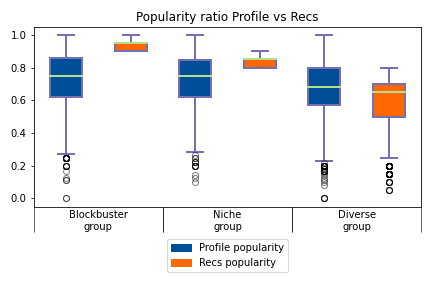 Popularity ratio Profile vs Recs
1.0
0.8
0.6
0.4
0.2
0.0
Blockbuster
group
Niche
group
Diverse
group
Profile popularity
Recs popularity